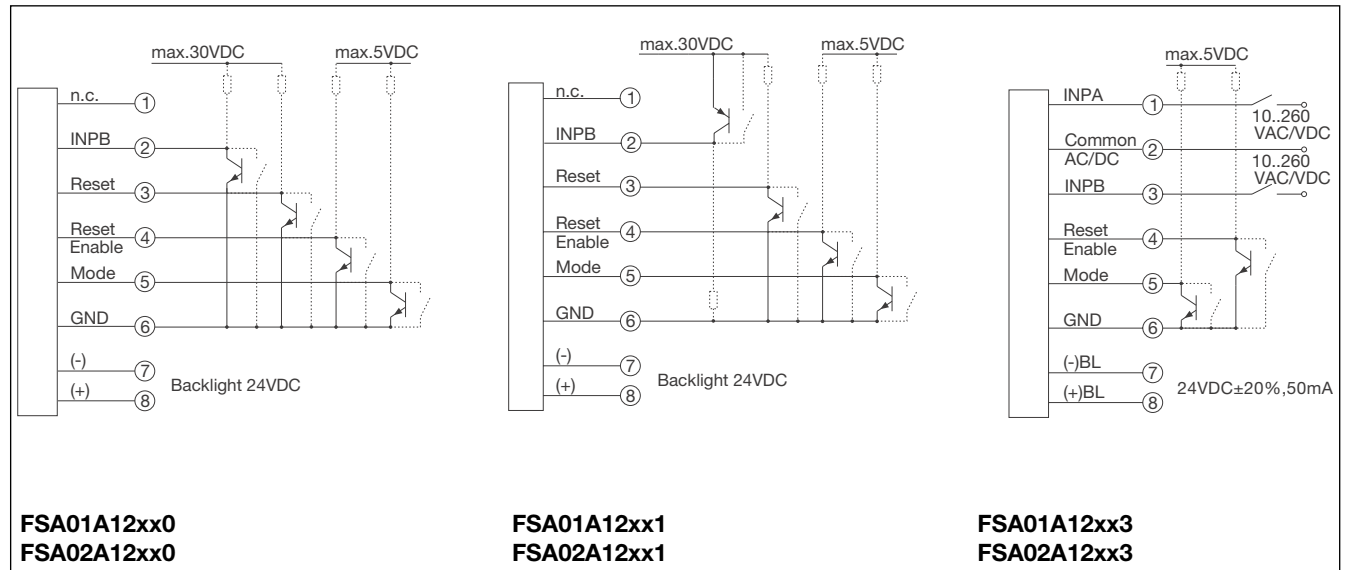 max.30VDC
max.5VDC
n.c.
1
INPB
2
Reset
3
Reset
Enable
4
Mode
5
GND
6
(-)
7
(+)
8
Backlight 24VDC
FSA01A12xx0
FSA02A12xx0
max.30VDC
max.5VDC
n.c.
1
INPB
2
Reset
3
Reset
Enable
4
Mode
5
GND
6
(-)
7
(+)
8
Backlight 24VDC
FSA01A12xx1
FSA02A12xx1
max.5VDC
INPA
1
10..260
VAC/VDC
Common
AC/DC
2
10..260
VAC/VDC
INPB
3
Reset
Enable
4
Mode
5
GND
6
(-)BL
7
(+)BL
8
24VDC±20%,50mA
FSA01A12xx3
FSA02A12xx3